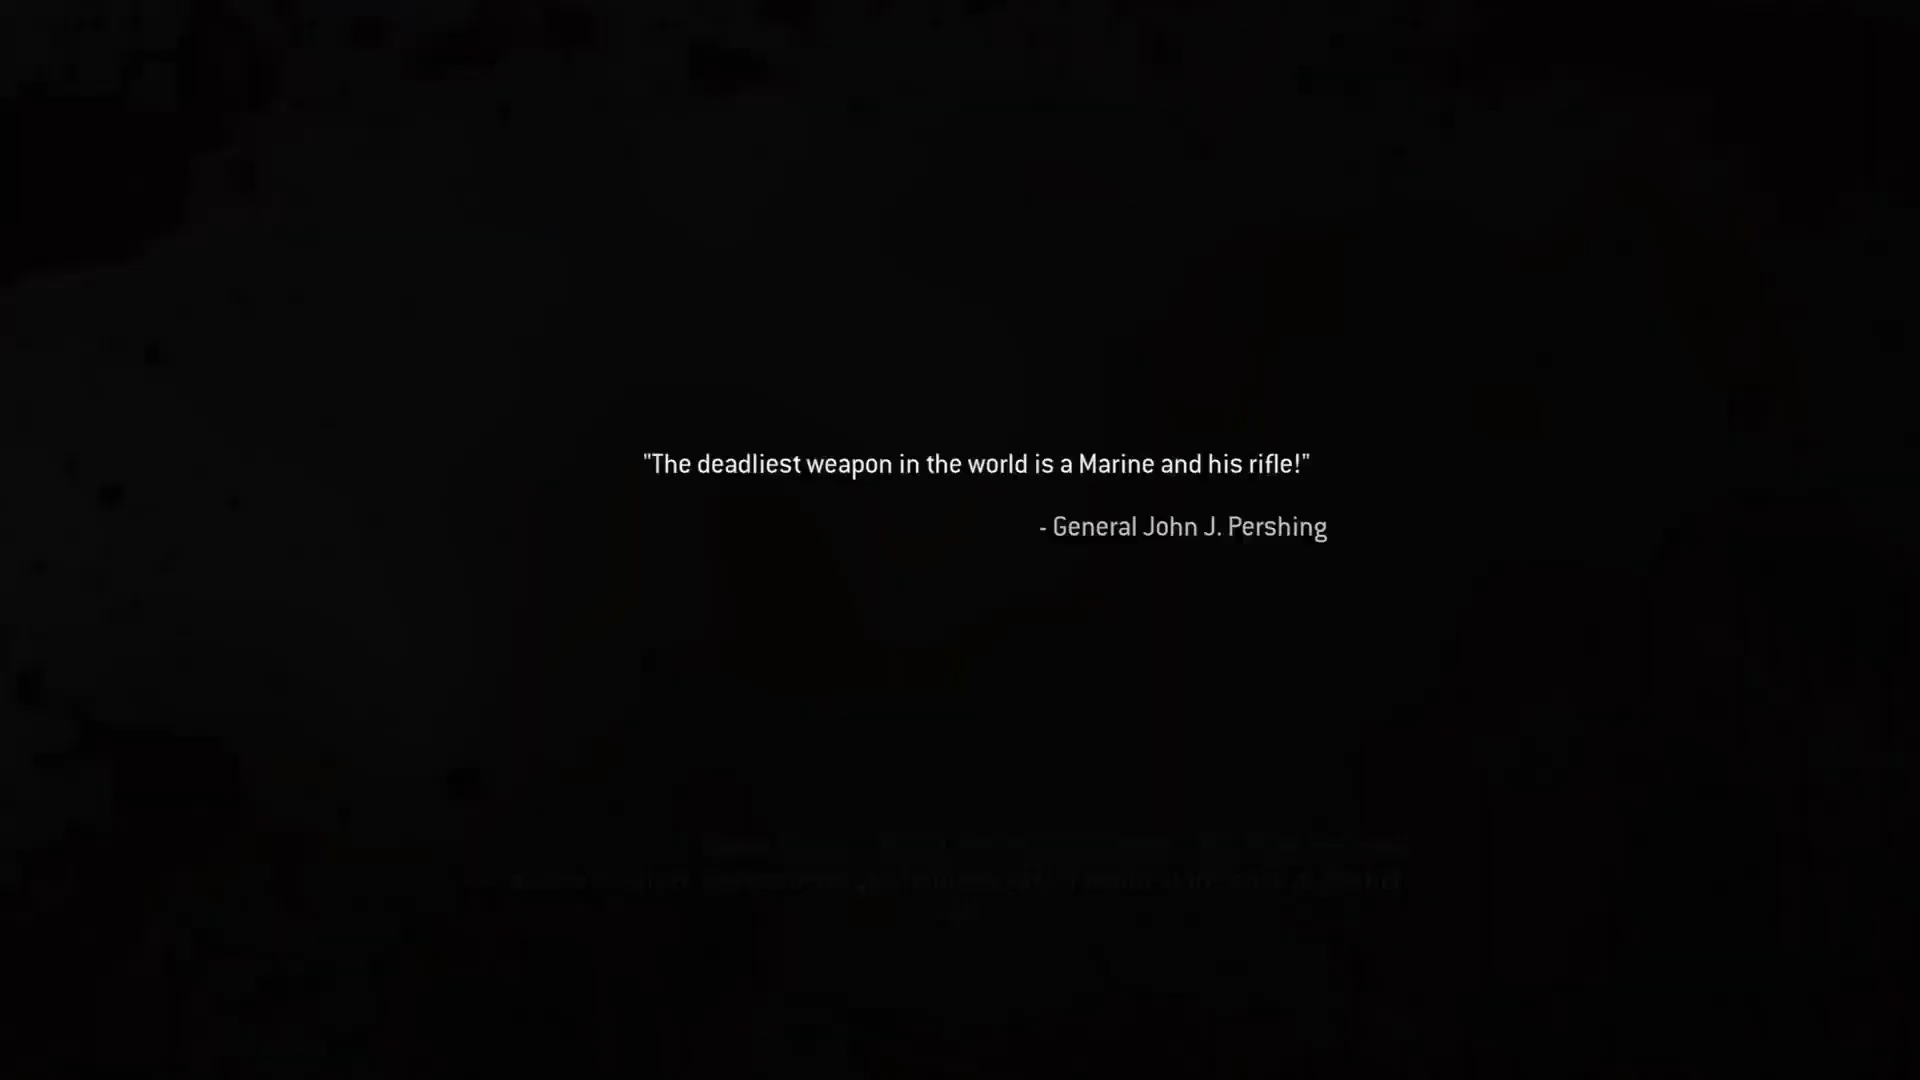 "The deadliest weapon in the world is a Marine and his rifle!"
- General John J. Pershing